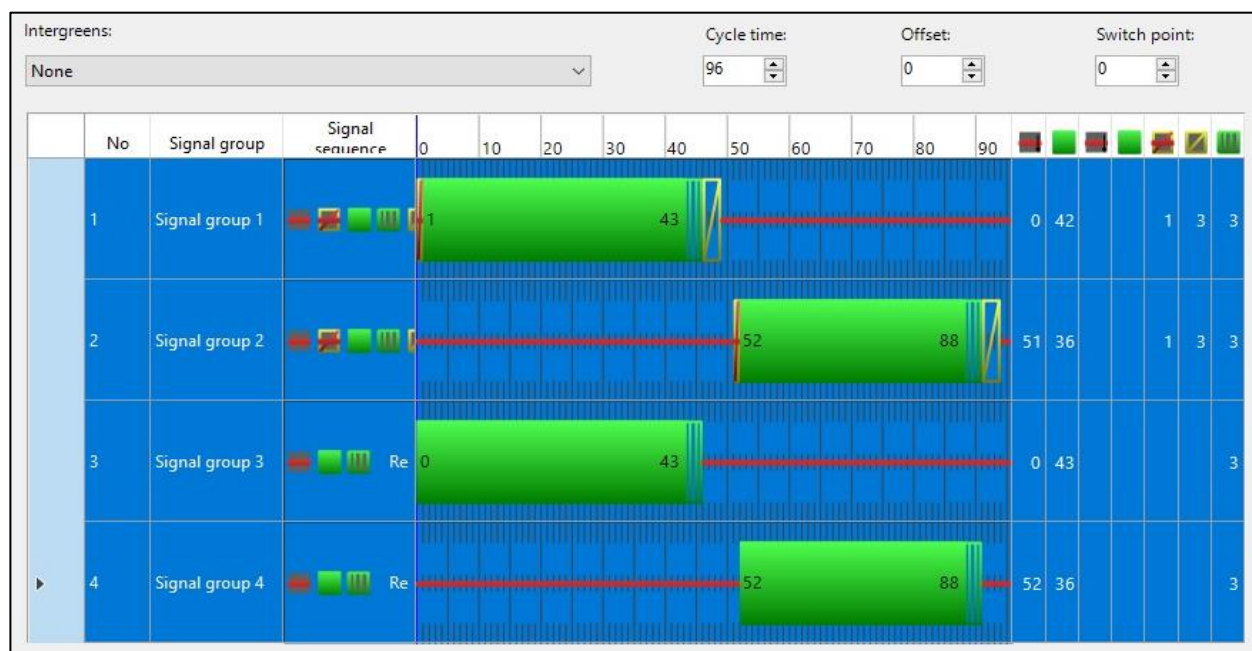 Intergreens: Cycle time: Offset: Switch point:
None 96 0 0
No Signal group Signal sequence 0 10 20 30 40 50 60 70 80 90
1 Signal group 1 1 43 0 42 1 3 3
2 Signal group 2 52 88 51 36 1 3 3
3 Signal group 3 Re 0 43 0 43 3
4 Signal group 4 Re 52 88 52 36 3